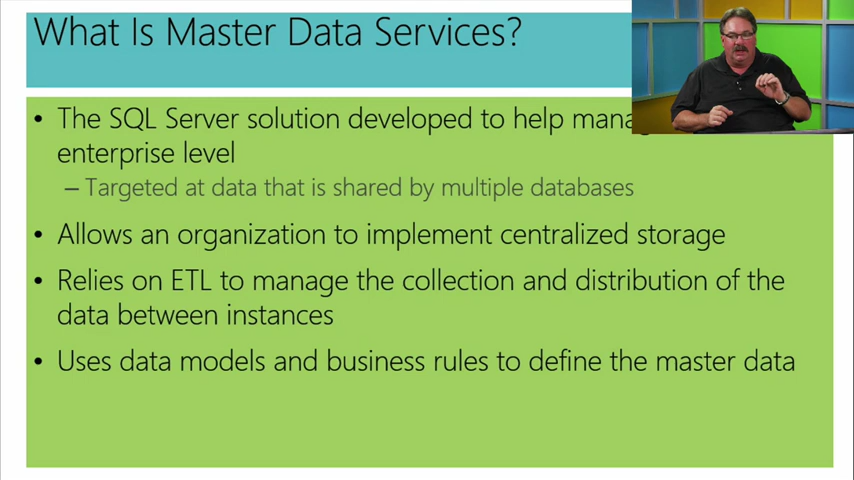 What Is Master Data Services?
• The SQL Server solution developed to help
enterprise level
– Targeted at data that is shared by multiple databases
• Allows an organization to implement centralized storage
• Relies on ETL to manage the collection and distribution of the
data between instances
• Uses data models and business rules to define the master data